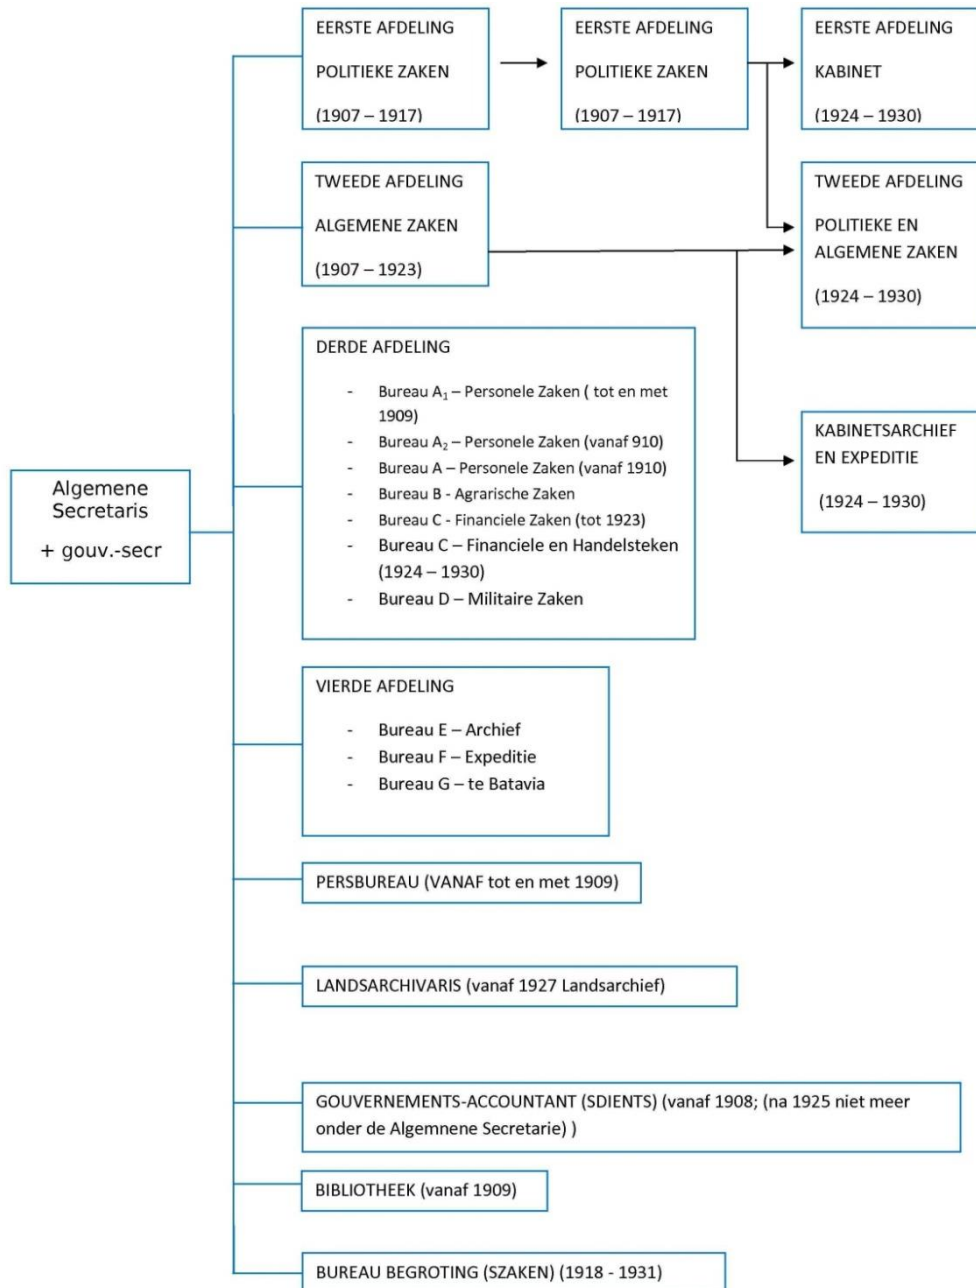 EERSTE AFDELING
POLITIEKE ZAKEN
(1907 – 1917)
EERSTE AFDELING
POLITIEKE ZAKEN
(1907 – 1917)
EERSTE AFDELING
KABINET
(1924 – 1930)
TWEEDE AFDELING
ALGEMENE ZAKEN
(1907 – 1923)
TWEEDE AFDELING
POLITIEKE EN
ALGEMENE ZAKEN
(1924 – 1930)
DERDE AFDELING
- Bureau A₁ – Personele Zaken ( tot en met
1909)
- Bureau A₂ – Personele Zaken (vanaf 910)
- Bureau A – Personele Zaken (vanaf 1910)
- Bureau B - Agrarische Zaken
- Bureau C - Financiele Zaken (tot 1923)
- Bureau C – Financiele en Handelsteken
(1924 – 1930)
- Bureau D – Militaire Zaken
KABINETSARCHIEF
EN EXPEDITIE
(1924 – 1930)
Algemene
Secretaris
+ gouv.-secr
VIERDE AFDELING
- Bureau E – Archief
- Bureau F – Expeditie
- Bureau G – te Batavia
PERSBUREAU (VANAF tot en met 1909)
LANDSARCHIVARIS (vanaf 1927 Landsarchief)
GOUVERNEMENTS-ACCOUNTANT (SDIENTS) (vanaf 1908; (na 1925 niet meer
onder de Algemnene Secretarie) )
BIBLIOTHEEK (vanaf 1909)
BUREAU BEGROTING (SZAKEN) (1918 - 1931)